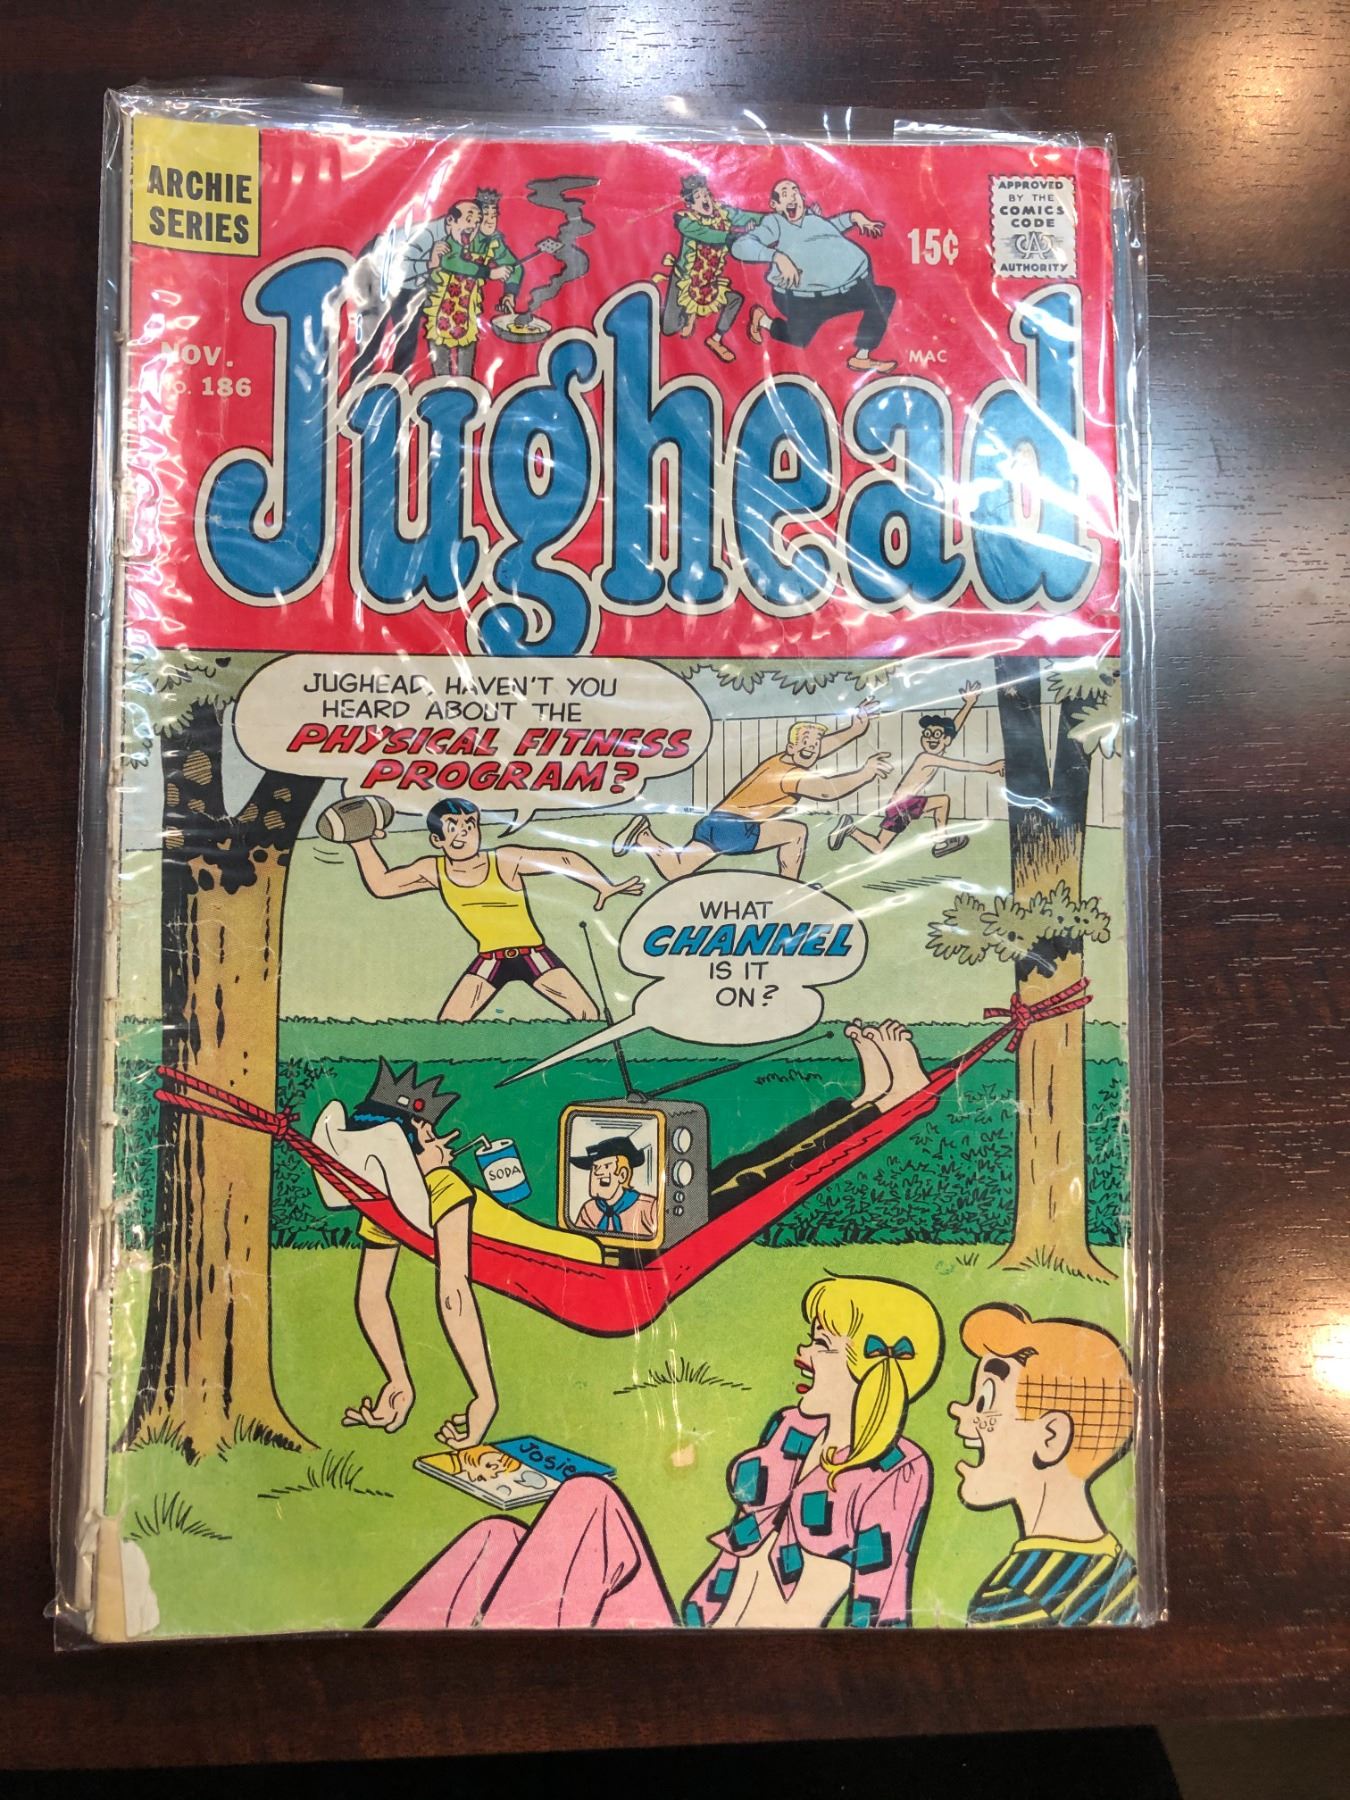 ARCHIE
SERIES
APPROVED
BY THE
COMICS
CODE
CA
AUTHORITY
15¢
MAC
NOV.
No. 186
Jughead
JUGHEAD, HAVEN'T YOU
HEARD ABOUT THE
PHYSICAL FITNESS
PROGRAM?
WHAT
CHANNEL
IS IT
ON?
SODA
Josie